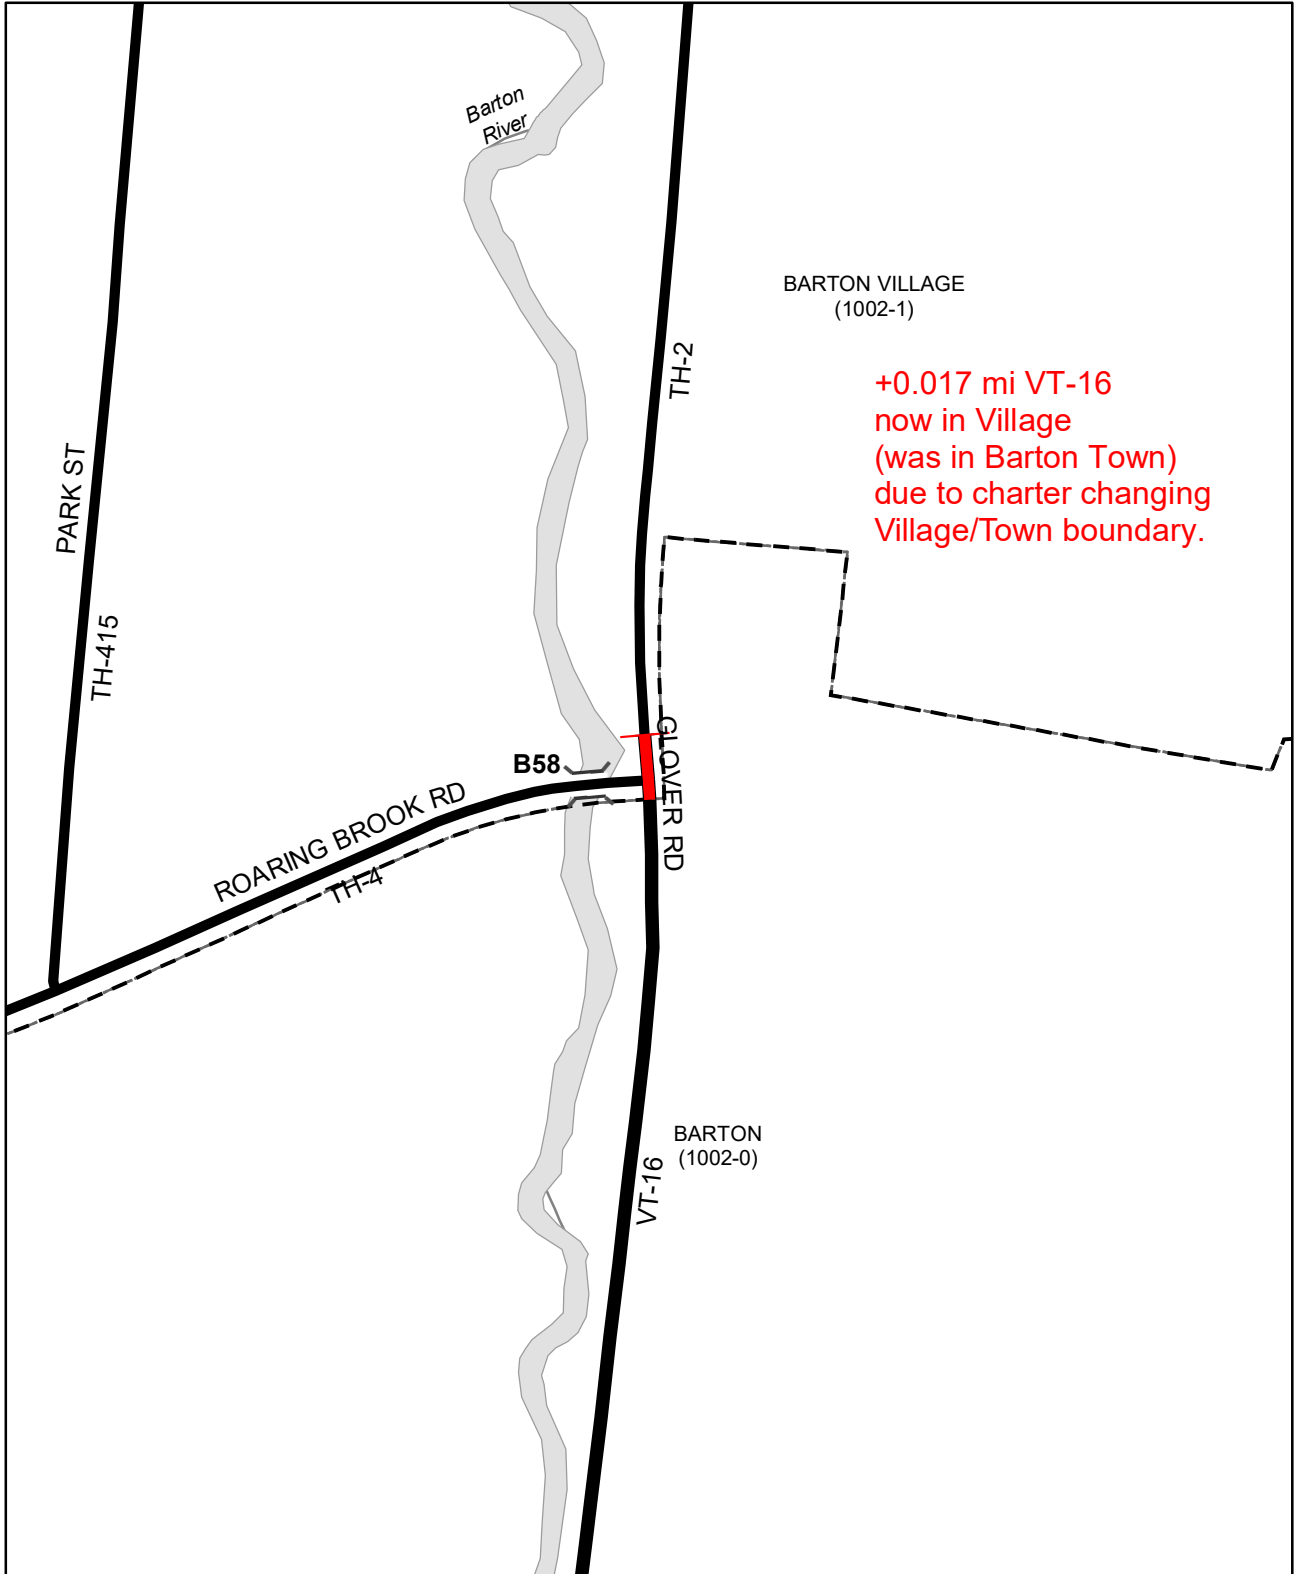 Barton
River
BARTON VILLAGE
(1002-1)
TH-2
+0.017 mi VT-16
now in Village
(was in Barton Town)
due to charter changing
Village/Town boundary.
PARK ST
TH-415
GLOVER RD
B58
ROARING BROOK RD
TH-4
BARTON
(1002-0)
VT-16